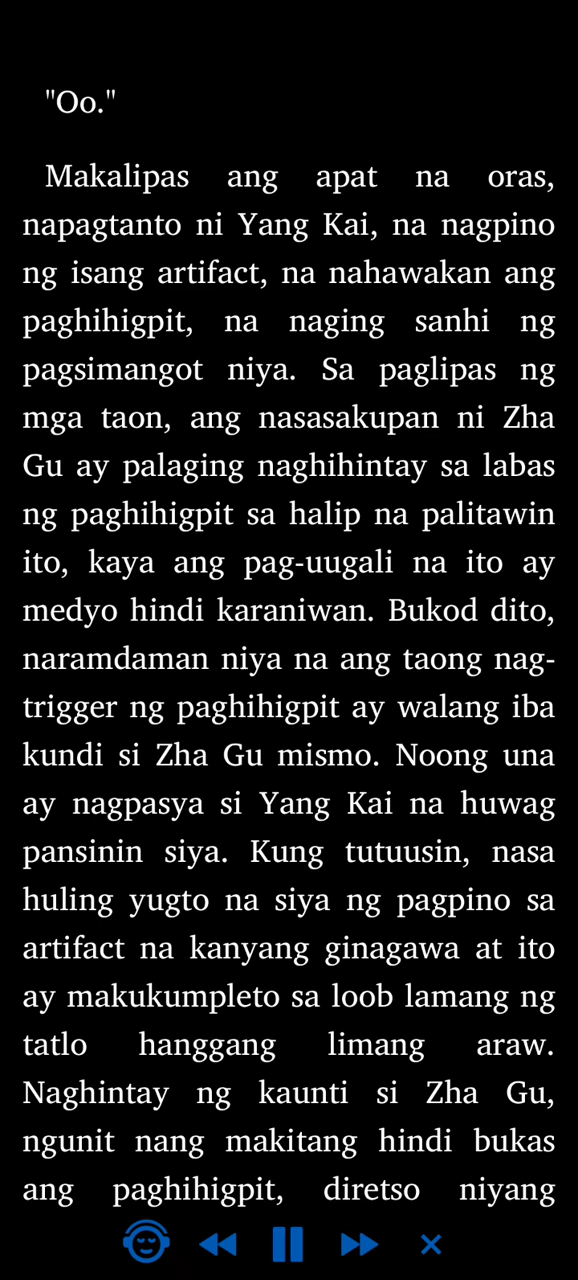 "Oo."
Makalipas ang apat na oras,
napagtanto ni Yang Kai, na nagpino
ng isang artifact, na nahawakan ang
paghihigpit, na naging sanhi ng
pagsimangot niya. Sa paglipas ng
mga taon, ang nasasakupan ni Zha
Gu ay palaging naghihintay sa labas
ng paghihigpit sa halip na palitawin
ito, kaya ang pag-uugali na ito ay
medyo hindi karaniwan. Bukod dito,
naramdaman niya na ang taong nag-
trigger ng paghihigpit ay walang iba
kundi si Zha Gu mismo. Noong una
ay nagpasya si Yang Kai na huwag
pansinin siya. Kung tutuusin, nasa
huling yugto na siya ng pagpino sa
artifact na kanyang ginagawa at ito
ay makukumpleto sa loob lamang ng
tatlo hanggang limang araw.
Naghintay ng kaunti si Zha Gu,
ngunit nang makitang hindi bukas
ang paghihigpit, diretso niyang